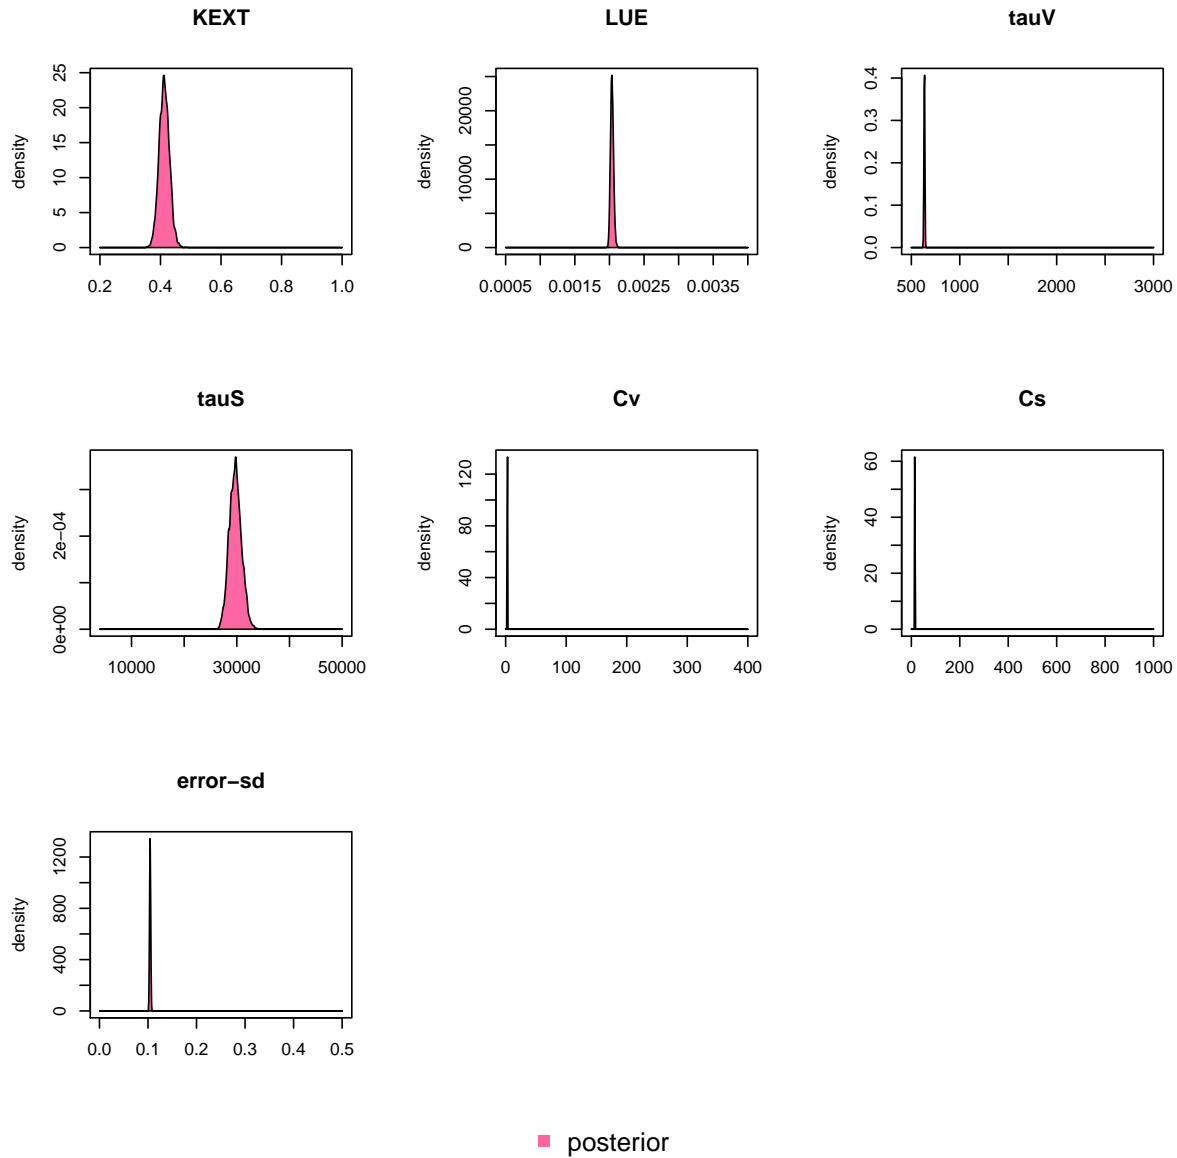 KEXT
density
0 5 10 15 20 25
0.2 0.4 0.6 0.8 1.0
LUE
density
0 10000 20000
0.0005 0.0015 0.0025 0.0035
tauV
density
0.0 0.1 0.2 0.3 0.4
500 1000 2000 3000
tauS
density
0e+00 2e−04
10000 30000 50000
Cv
density
0 40 80 120
0 100 200 300 400
Cs
density
0 20 40 60
0 200 400 600 800 1000
error−sd
density
0 400 800 1200
0.0 0.1 0.2 0.3 0.4 0.5
posterior